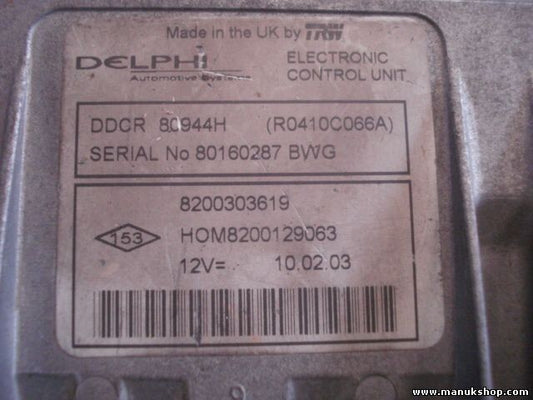 Made in the UK by TRW
DELPHI
Automotive Systems
ELECTRONIC
CONTROL UNIT
DDCR 80944H (R0410C066A)
SERIAL No 80160287 BWG
8200303619
153 HOM8200129063
12V= 10.02.03
www.manukshop.com